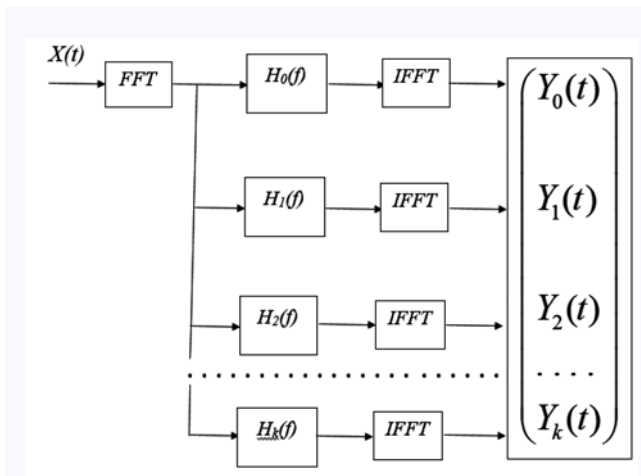 X(t)
FFT
H₀(f)
IFFT
Y₀(t)
H₁(f)
IFFT
Y₁(t)
H₂(f)
IFFT
Y₂(t)
. . . . . . . . . . . . . . . . . . . . . . . . . .
. . . .
Hₖ(f)
IFFT
Yₖ(t)